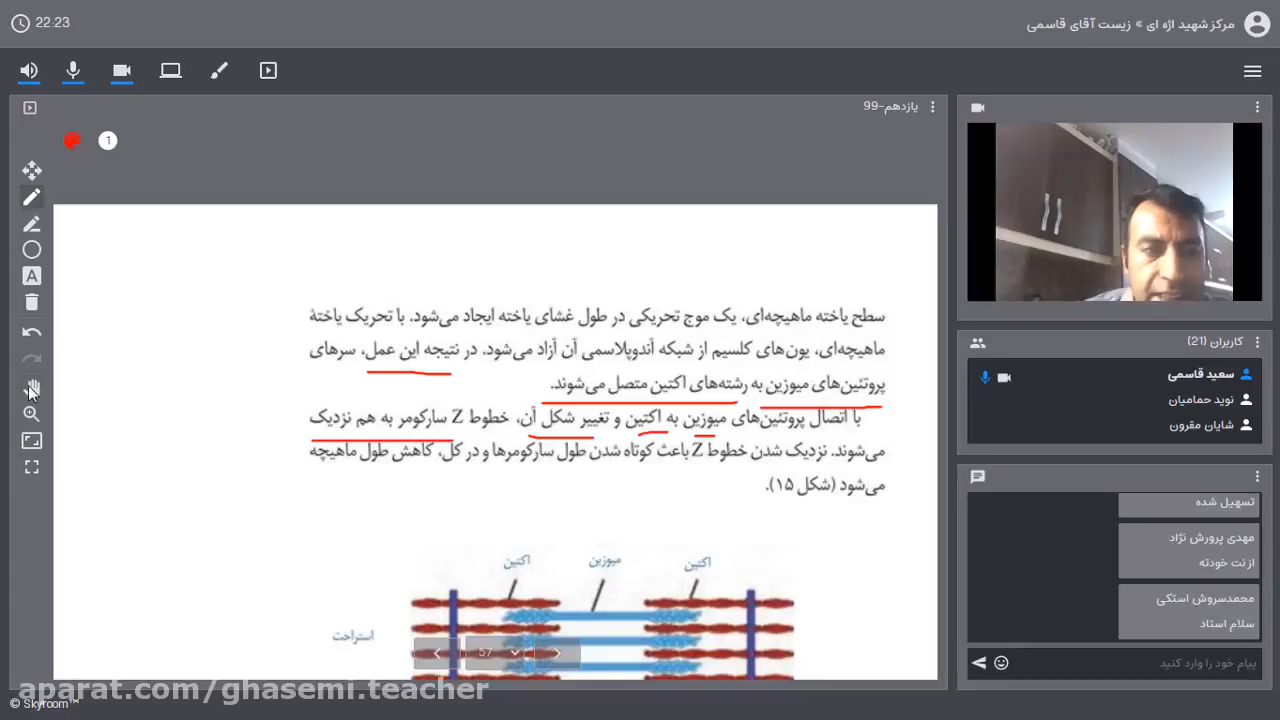 22.23
مرکز شهید اژه ای » زیست آقای قاسمی
یازدهم-99
1
سطح یاخته ماهیچه‌ای، یک موج تحریکی در طول غشای یاخته ایجاد می‌شود. با تحریک یاختهٔ
ماهیچه‌ای، یون‌های کلسیم از شبکه آندوپلاسمی آن آزاد می‌شود. در نتیجه این عمل، سرهای
پروتئین‌های میوزین به رشته‌های اکتین متصل می‌شوند.
با اتصال پروتئین‌های میوزین به اکتین و تغییر شکل آن، خطوط Z سارکومر به هم نزدیک
می‌شوند. نزدیک شدن خطوط Z باعث کوتاه شدن طول سارکومرها و در کل، کاهش طول ماهیچه
می‌شود (شکل ۱۵).
اکتین
میوزین
اکتین
استراحت
57
کاربران (21)
سعید قاسمی
نوید حمامیان
شایان مقرون
تسهیل شده
مهدی پرورش نژاد
از نت خودته
محمدسروش استکی
سلام استاد
پیام خود را وارد کنید
aparat.com/ghasemi.teacher
© Skyroom™